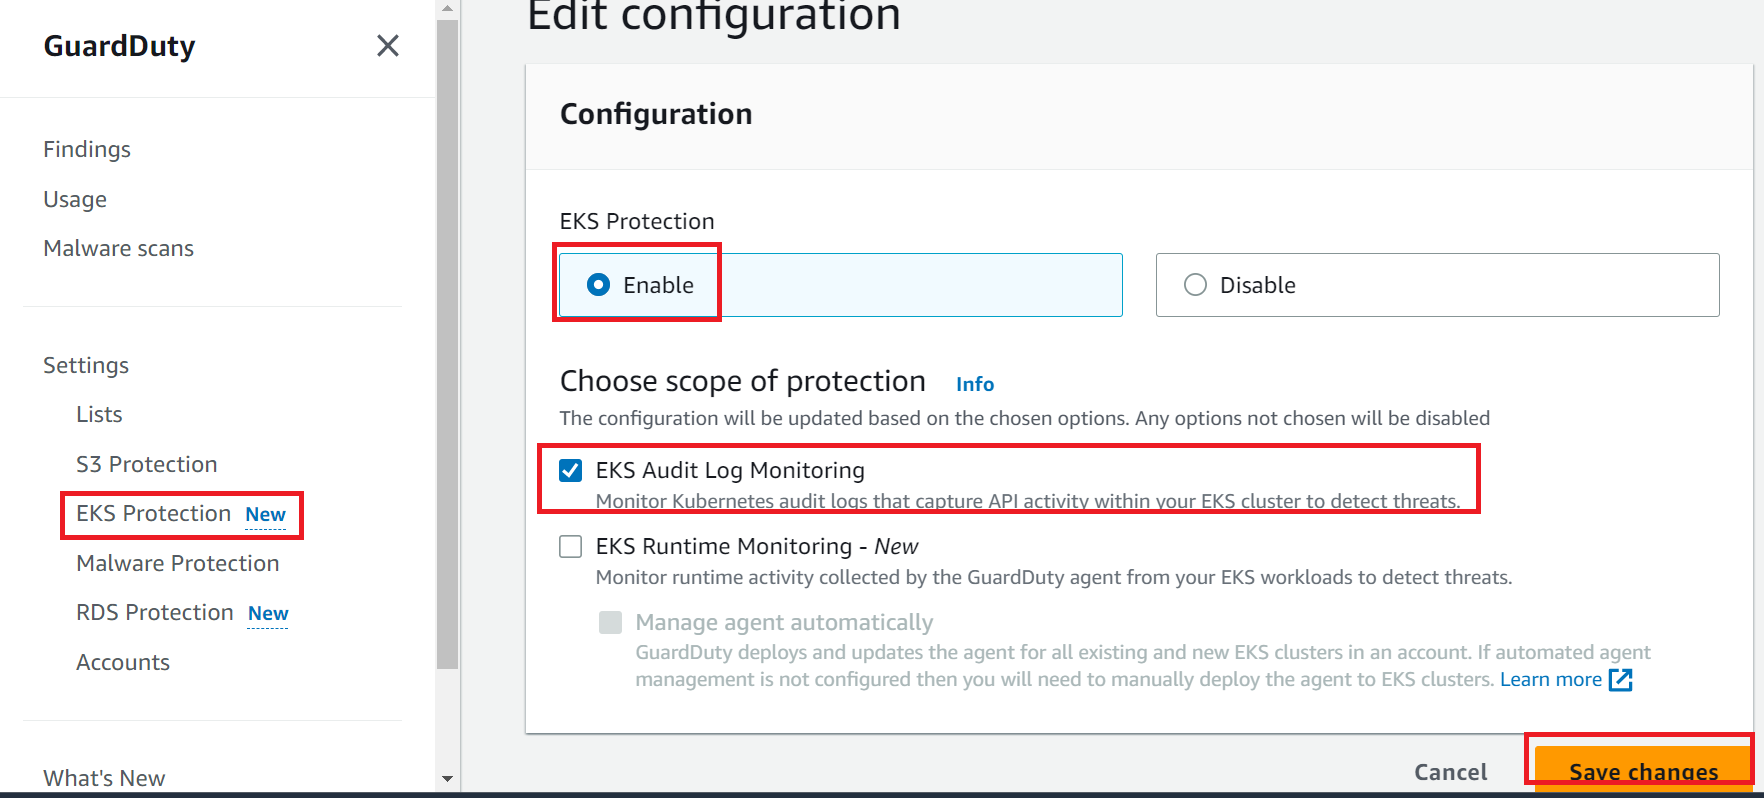 GuardDuty
Findings
Usage
Malware scans
Settings
Lists
S3 Protection
EKS Protection New
Malware Protection
RDS Protection New
Accounts
What's New
Edit configuration
Configuration
EKS Protection
Enable
Disable
Choose scope of protection Info
The configuration will be updated based on the chosen options. Any options not chosen will be disabled
EKS Audit Log Monitoring
Monitor Kubernetes audit logs that capture API activity within your EKS cluster to detect threats.
EKS Runtime Monitoring - New
Monitor runtime activity collected by the GuardDuty agent from your EKS workloads to detect threats.
Manage agent automatically
GuardDuty deploys and updates the agent for all existing and new EKS clusters in an account. If automated agent
management is not configured then you will need to manually deploy the agent to EKS clusters. Learn more
Cancel
Save changes